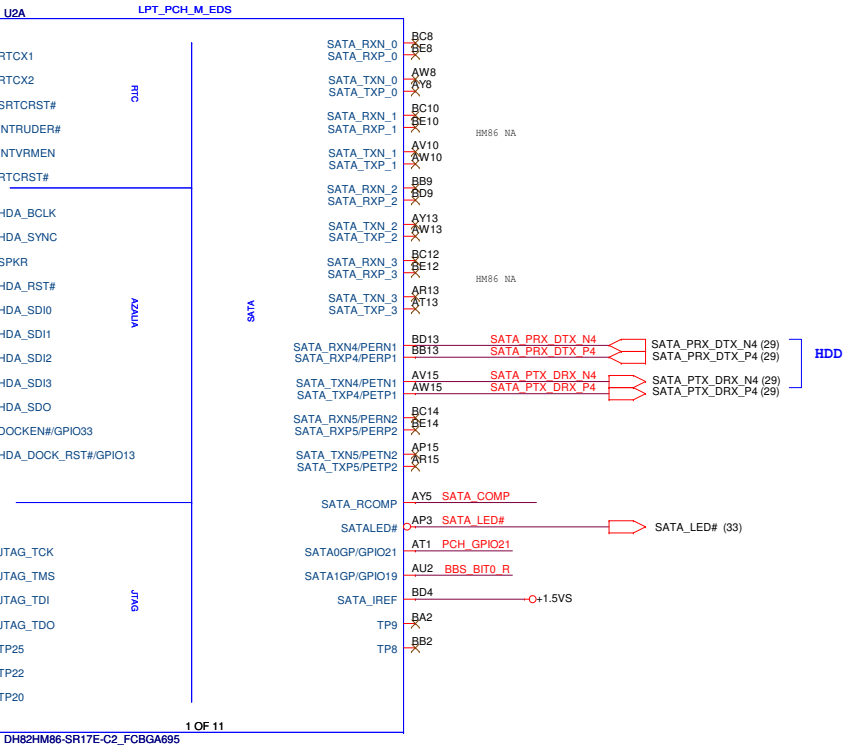 U2A
LPT_PCH_M_EDS
RTCX1
RTCX2
SRTCRST#
INTRUDER#
INTVRMEN
RTCRST#
RTC
HDA_BCLK
HDA_SYNC
SPKR
HDA_RST#
HDA_SDI0
HDA_SDI1
HDA_SDI2
HDA_SDI3
HDA_SDO
DOCKEN#/GPIO33
HDA_DOCK_RST#/GPIO13
AZALIA
JTAG_TCK
JTAG_TMS
JTAG_TDI
JTAG_TDO
TP25
TP22
TP20
JTAG
SATA
SATA_RXN_0 BC8
SATA_RXP_0 BE8
SATA_TXN_0 AW8
SATA_TXP_0 AY8
SATA_RXN_1 BC10
SATA_RXP_1 BE10
HM86 NA
SATA_TXN_1 AV10
SATA_TXP_1 AW10
SATA_RXN_2 BB9
SATA_RXP_2 BD9
SATA_TXN_2 AY13
SATA_TXP_2 AW13
SATA_RXN_3 BC12
SATA_RXP_3 BE12
HM86 NA
SATA_TXN_3 AR13
SATA_TXP_3 AT13
SATA_RXN4/PERN1 BD13 SATA_PRX_DTX_N4 SATA_PRX_DTX_N4 (29)
SATA_RXP4/PERP1 BB13 SATA_PRX_DTX_P4 SATA_PRX_DTX_P4 (29)
HDD
SATA_TXN4/PETN1 AV15 SATA_PTX_DRX_N4 SATA_PTX_DRX_N4 (29)
SATA_TXP4/PETP1 AW15 SATA_PTX_DRX_P4 SATA_PTX_DRX_P4 (29)
SATA_RXN5/PERN2 BC14
SATA_RXP5/PERP2 BE14
SATA_TXN5/PETN2 AP15
SATA_TXP5/PETP2 AR15
SATA_RCOMP AY5 SATA_COMP
SATALED# AP3 SATA_LED# SATA_LED# (33)
SATA0GP/GPIO21 AT1 PCH_GPIO21
SATA1GP/GPIO19 AU2 BBS_BIT0_R
SATA_IREF BD4 +1.5VS
TP9 BA2
TP8 BB2
1 OF 11
DH82HM86-SR17E-C2_FCBGA695